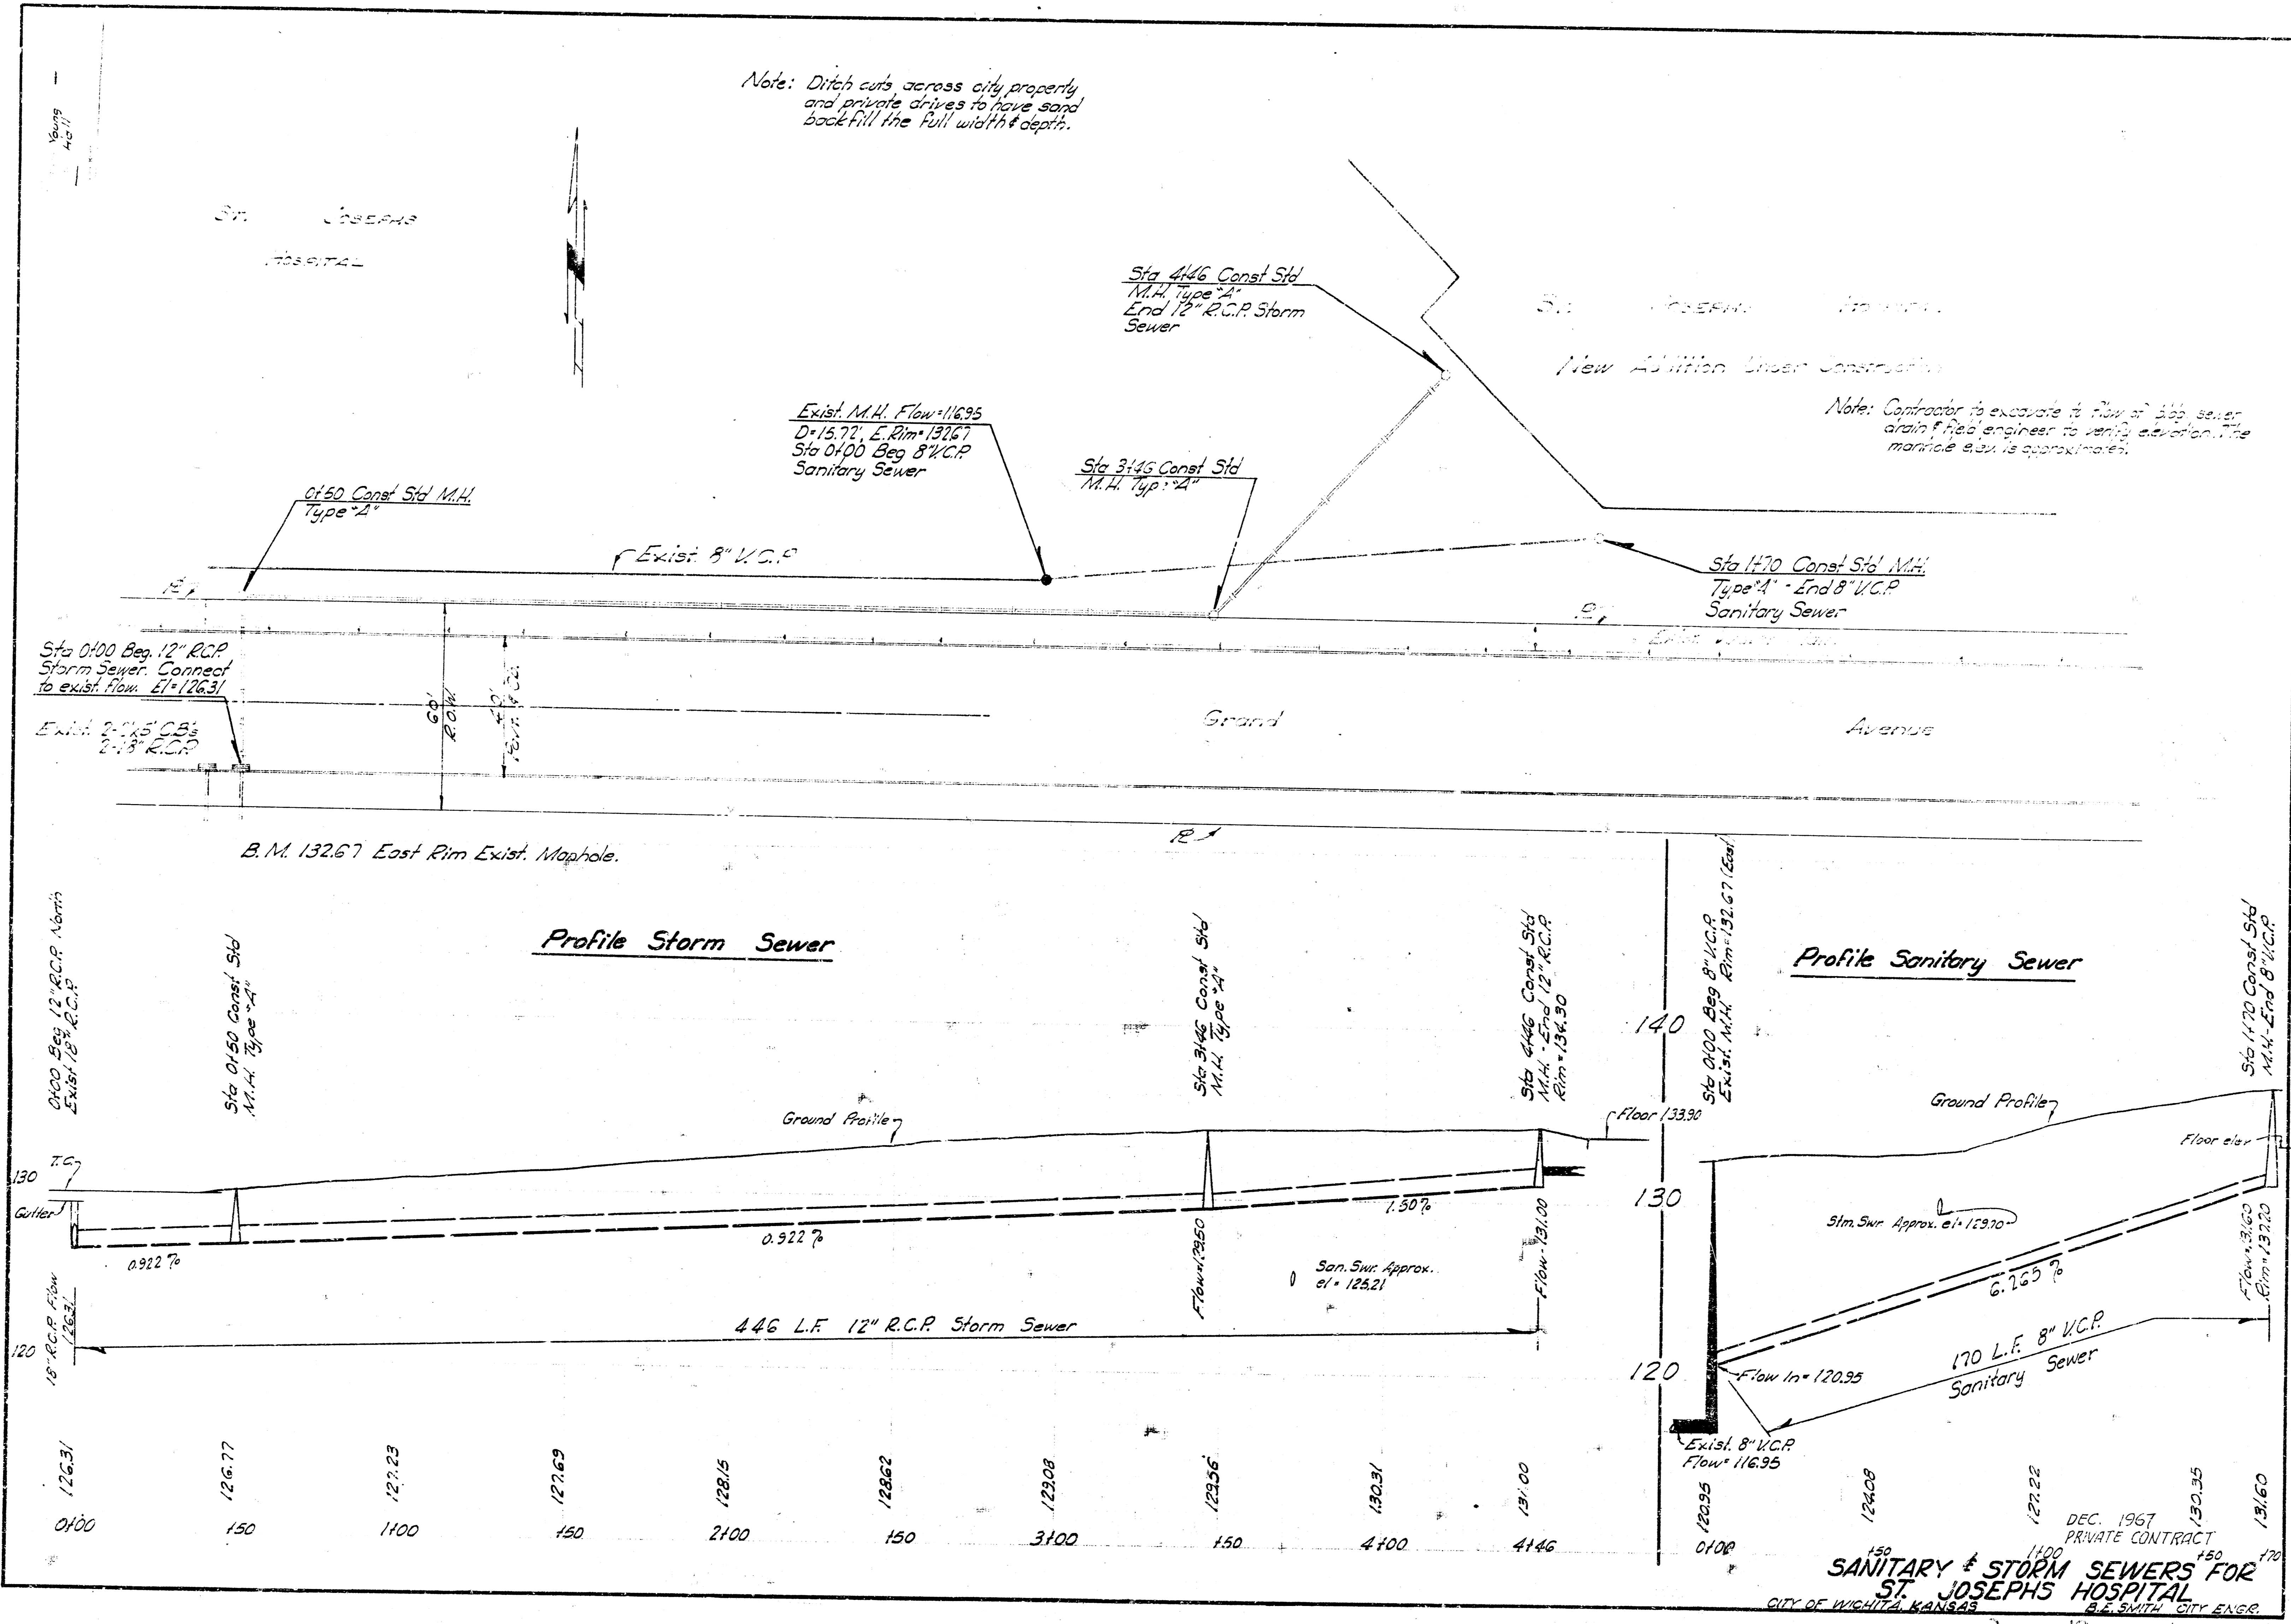 Young
Hall
Note: Ditch cuts across city property
and private drives to have sand
backfill the full width & depth.
ST. JOSEPHS
HOSPITAL
Sta 4+46 Const Std
M.H. Type "A"
End 12" R.C.P. Storm
Sewer
ST. JOSEPHS
New Addition Under Construction
Note: Contractor to excavate to flow of bldg. sewer
drain & field engineer to verify elevation. The
manhole elev. is approximated.
Exist. M.H. Flow=116.95
D=15.72', E.Rim=132.67
Sta 0+00 Beg 8" V.C.P.
Sanitary Sewer
Sta 3+46 Const Std
M.H. Type "A"
0+50 Const Std M.H.
Type "A"
Exist. 8" V.C.P.
Sta 1+70 Const Std M.H.
Type "A" - End 8" V.C.P.
Sanitary Sewer
Sta 0+00 Beg. 12" R.C.P.
Storm Sewer. Connect
to exist. flow. El=126.31
Exist. C.B's
2-18" R.C.P.
60'
R.O.W.
40'
Grand Avenue
B.M. 132.67 East Rim Exist. Manhole.
Profile Storm Sewer
Profile Sanitary Sewer
0+00 Beg 12" R.C.P. North
Exist 18" R.C.P.
Sta 0+50 Const Std
M.H. Type "A"
Sta 3+46 Const Std
M.H. Type "A"
Sta 4+46 Const Std
M.H. - End 12" R.C.P.
Rim=134.30
Sta 0+00 Beg 8" V.C.P.
Exist. M.H. Rim=132.67 (East
Sta 1+70 Const Std
M.H. - End 8" V.C.P.
140
Ground Profile
Floor 133.90
Ground Profile
Floor elev
T.C.
130
Gutter
130
0.922 %
0.922 %
1.50%
Flow=129.50
San. Swr. Approx.
el = 125.21
Flow=131.00
Stm. Swr. Approx. el=129.70
6.265 %
Flow=131.60
Rim=137.20
18" R.C.P. Flow
126.31
120
446 L.F. 12" R.C.P. Storm Sewer
120
Flow In=120.95
170 L.F. 8" V.C.P.
Sanitary Sewer
Exist. 8" V.C.P.
Flow=116.95
126.31 126.77 127.23 127.69 128.15 128.62 129.08 129.56 130.31 131.00 120.95 124.08 127.22 130.35 131.60
0+00 +50 1+00 +50 2+00 +50 3+00 +50 4+00 4+46 0+00 +50 1+00 +50 +70
DEC. 1967
PRIVATE CONTRACT
SANITARY & STORM SEWERS FOR
ST. JOSEPHS HOSPITAL
CITY OF WICHITA, KANSAS B.E. SMITH CITY ENGR.